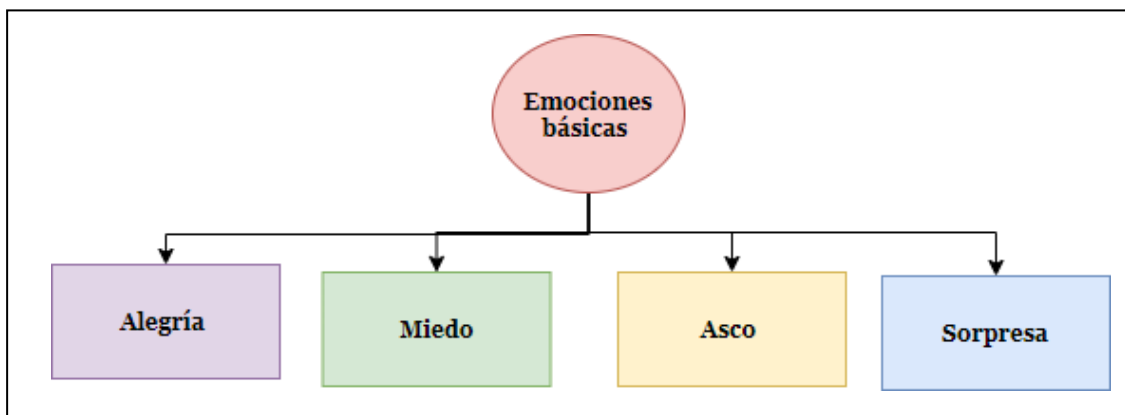 Emociones
básicas
Alegría
Miedo
Asco
Sorpresa